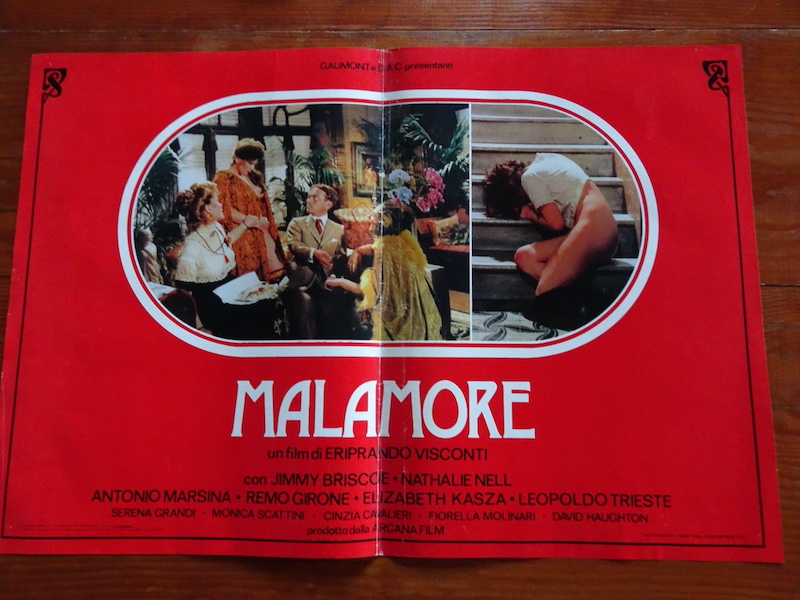 GAUMONT e D.A.C. presentano
MALAMORE
un film di ERIPRANDO VISCONTI
con JIMMY BRISCOE · NATHALIE NELL
ANTONIO MARSINA · REMO GIRONE · ELIZABETH KASZA · LEOPOLDO TRIESTE
SERENA GRANDI · MONICA SCATTINI · CINZIA CAVALIERI · FIORELLA MOLINARI · DAVID HAUGHTON
prodotto dalla ARCANA FILM